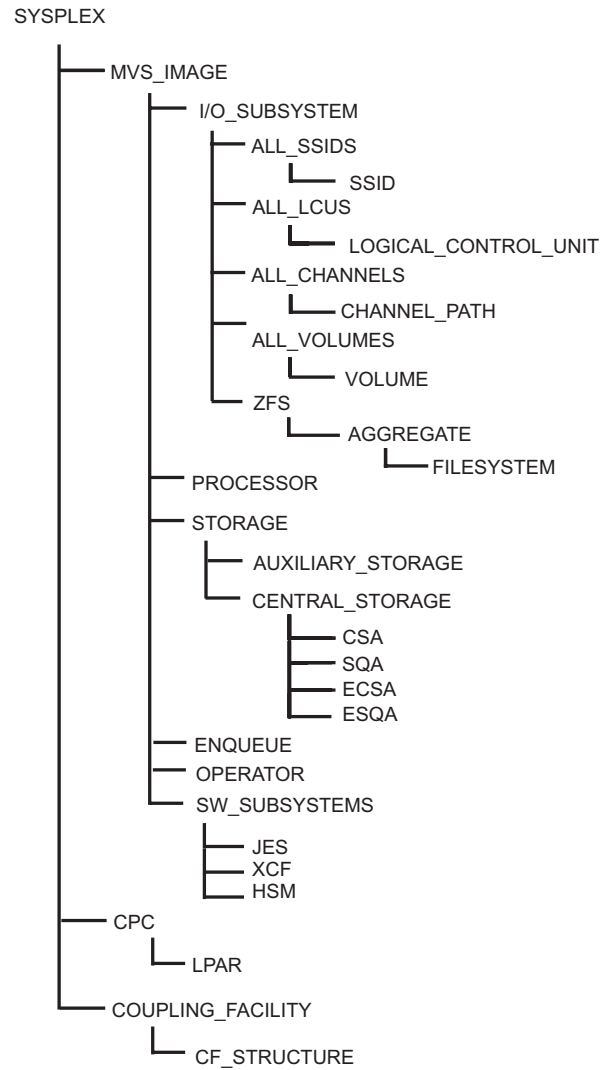 SYSPLEX
MVS_IMAGE
I/O_SUBSYSTEM
ALL_SSIDS
SSID
ALL_LCUS
LOGICAL_CONTROL_UNIT
ALL_CHANNELS
CHANNEL_PATH
ALL_VOLUMES
VOLUME
ZFS
AGGREGATE
FILESYSTEM
PROCESSOR
STORAGE
AUXILIARY_STORAGE
CENTRAL_STORAGE
CSA
SQA
ECSA
ESQA
ENQUEUE
OPERATOR
SW_SUBSYSTEMS
JES
XCF
HSM
CPC
LPAR
COUPLING_FACILITY
CF_STRUCTURE